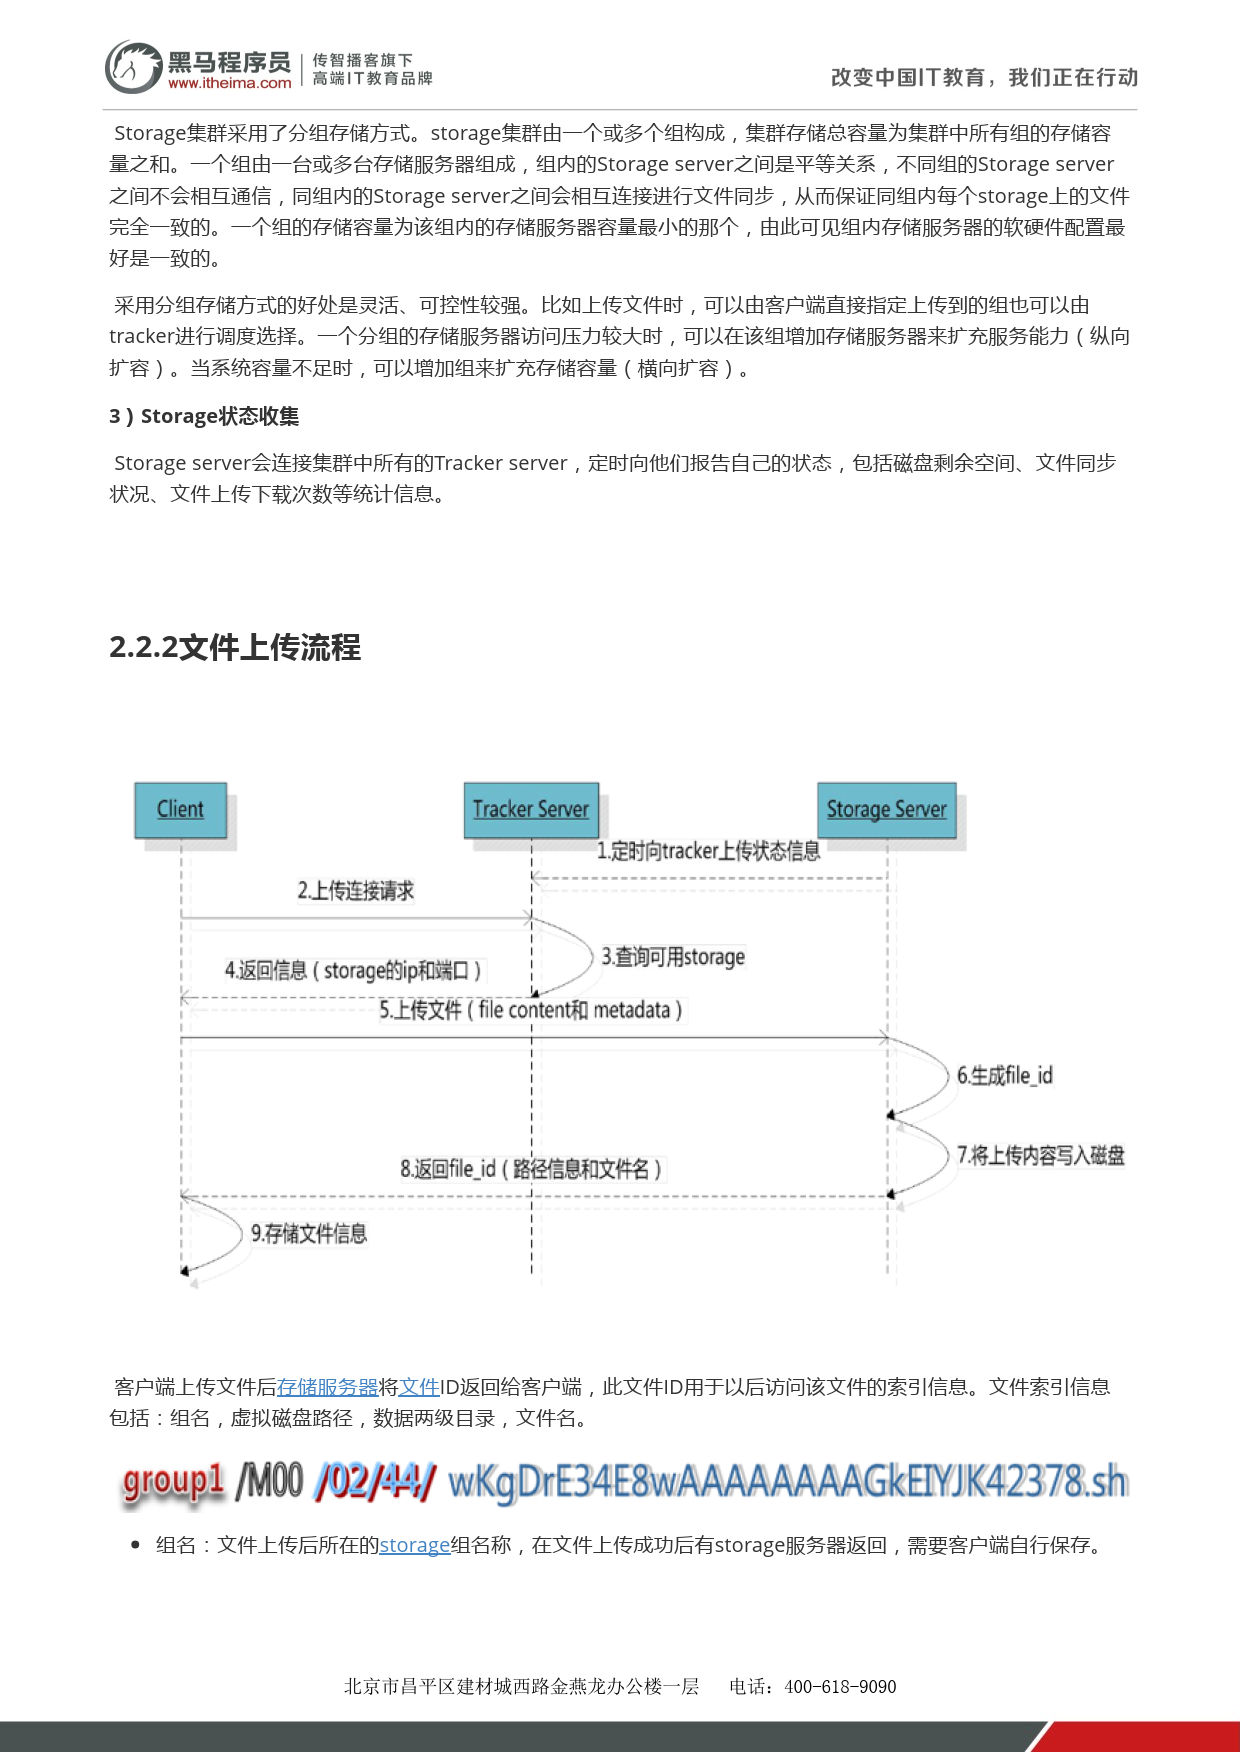 黑马程序员
www.itheima.com
传智播客旗下
高端IT教育品牌
改变中国IT教育，我们正在行动
Storage集群采用了分组存储方式。storage集群由一个或多个组构成，集群存储总容量为集群中所有组的存储容
量之和。一个组由一台或多台存储服务器组成，组内的Storage server之间是平等关系，不同组的Storage server
之间不会相互通信，同组内的Storage server之间会相互连接进行文件同步，从而保证同组内每个storage上的文件
完全一致的。一个组的存储容量为该组内的存储服务器容量最小的那个，由此可见组内存储服务器的软硬件配置最
好是一致的。
采用分组存储方式的好处是灵活、可控性较强。比如上传文件时，可以由客户端直接指定上传到的组也可以由
tracker进行调度选择。一个分组的存储服务器访问压力较大时，可以在该组增加存储服务器来扩充服务能力（纵向
扩容）。当系统容量不足时，可以增加组来扩充存储容量（横向扩容）。
3）Storage状态收集
Storage server会连接集群中所有的Tracker server，定时向他们报告自己的状态，包括磁盘剩余空间、文件同步
状况、文件上传下载次数等统计信息。
2.2.2文件上传流程
Client
Tracker Server
Storage Server
1.定时向tracker上传状态信息
2.上传连接请求
3.查询可用storage
4.返回信息（storage的ip和端口）
5.上传文件（file content和 metadata）
6.生成file_id
7.将上传内容写入磁盘
8.返回file_id（路径信息和文件名）
9.存储文件信息
客户端上传文件后存储服务器将文件ID返回给客户端，此文件ID用于以后访问该文件的索引信息。文件索引信息
包括：组名，虚拟磁盘路径，数据两级目录，文件名。
group1 /M00 /02/44/ wKgDrE34E8wAAAAAAAAGkEIYJK42378.sh
• 组名：文件上传后所在的storage组名称，在文件上传成功后有storage服务器返回，需要客户端自行保存。
北京市昌平区建材城西路金燕龙办公楼一层 电话：400-618-9090